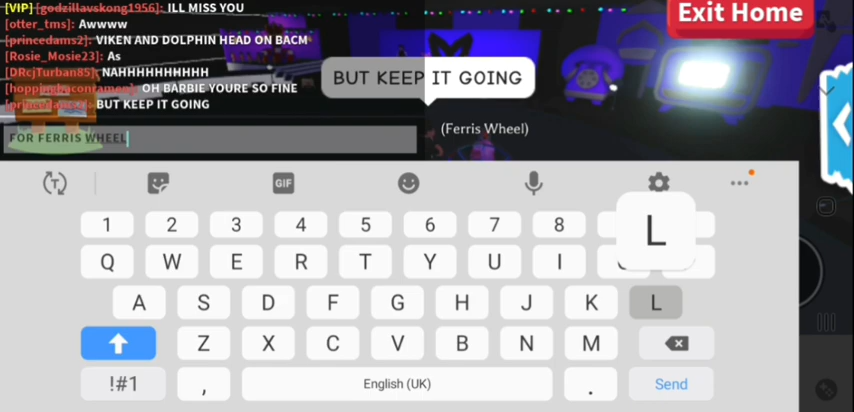 [VIP] [godzillavskong1956]: ILL MISS YOU
[otter_tms]: Awwww
[princedams2]: VIKEN AND DOLPHIN HEAD ON BACM
[Rosie_Mosie23]: As
[DRcjTurban85]: NAHHHHHHHHHH
OH BARBIE YOURE SO FINE
BUT KEEP IT GOING
FOR FERRIS WHEEL
Exit Home
BUT KEEP IT GOING
(Ferris Wheel)
T GIF
1 2 3 4 5 6 7 8
L
Q W E R T Y U I
A S D F G H J K L
Z X C V B N M
!#1 , English (UK) . Send